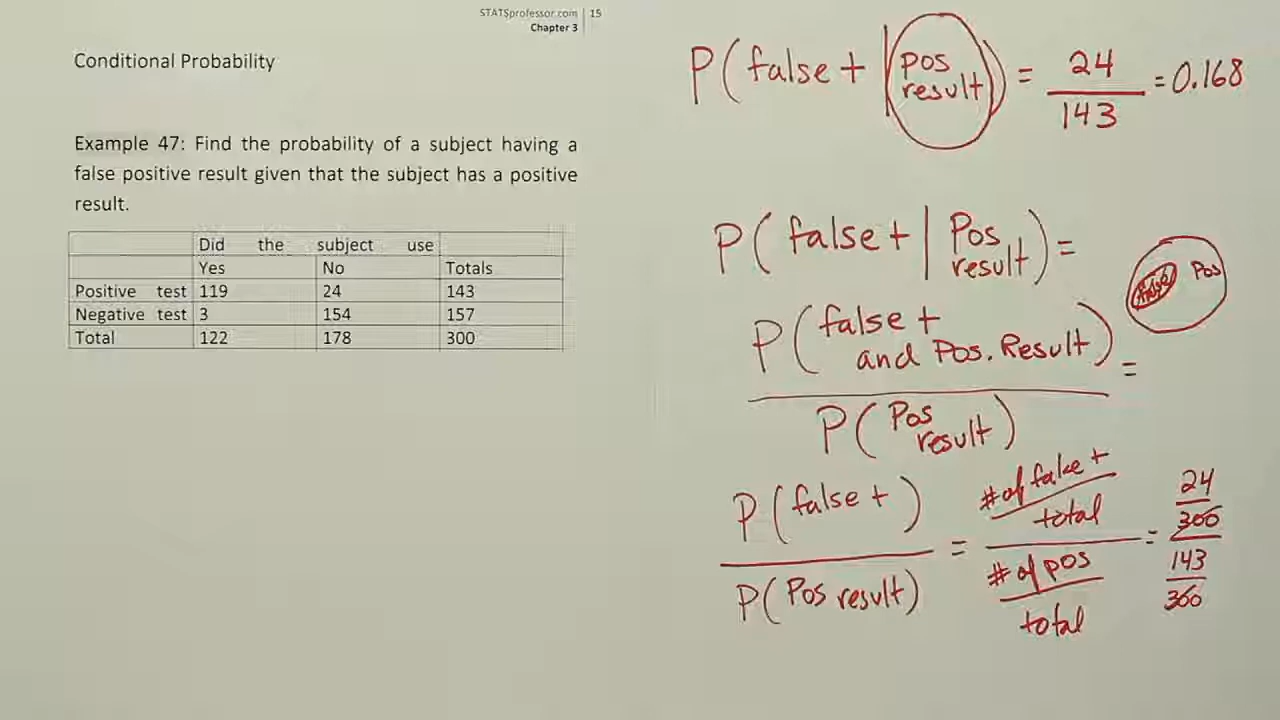 STATSprofessor.com | 15
Chapter 3
Conditional Probability
Example 47: Find the probability of a subject having a
false positive result given that the subject has a positive
result.
Did the subject use
Yes No Totals
Positive test 119 24 143
Negative test 3 154 157
Total 122 178 300
P(false + | pos result) = 24/143 = 0.168
P(false + | Pos result) =
false Pos
P(false +
and Pos. Result) =
P(Pos
result)
P(false +) = # of false + = 24
total 300
P(Pos result) # of pos 143
total 300